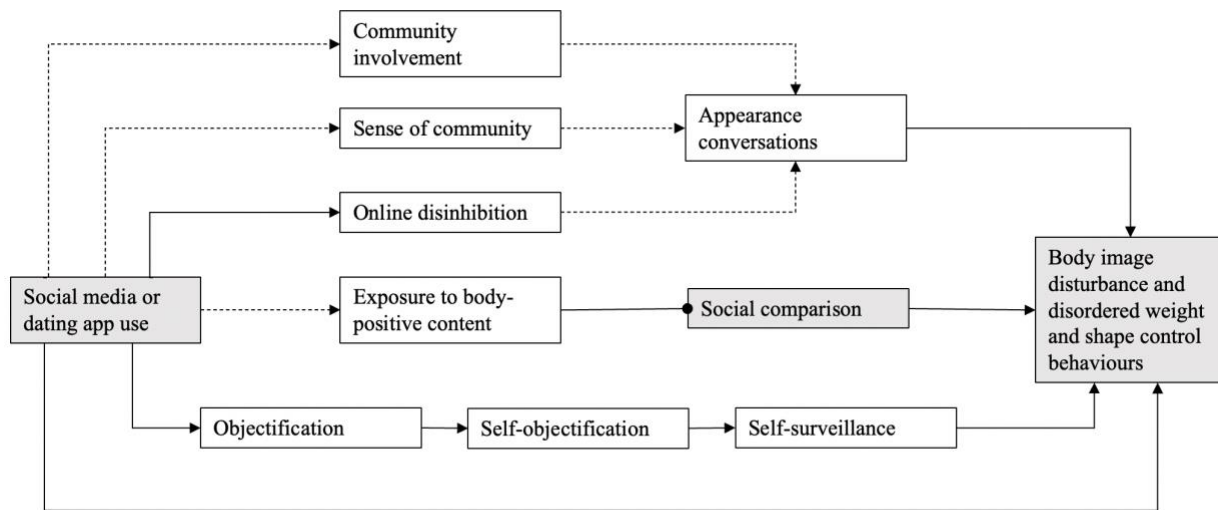 Community
involvement
Sense of community
Appearance
conversations
Online disinhibition
Social media or
dating app use
Exposure to body-
positive content
Social comparison
Body image
disturbance and
disordered weight
and shape control
behaviours
Objectification
Self-objectification
Self-surveillance